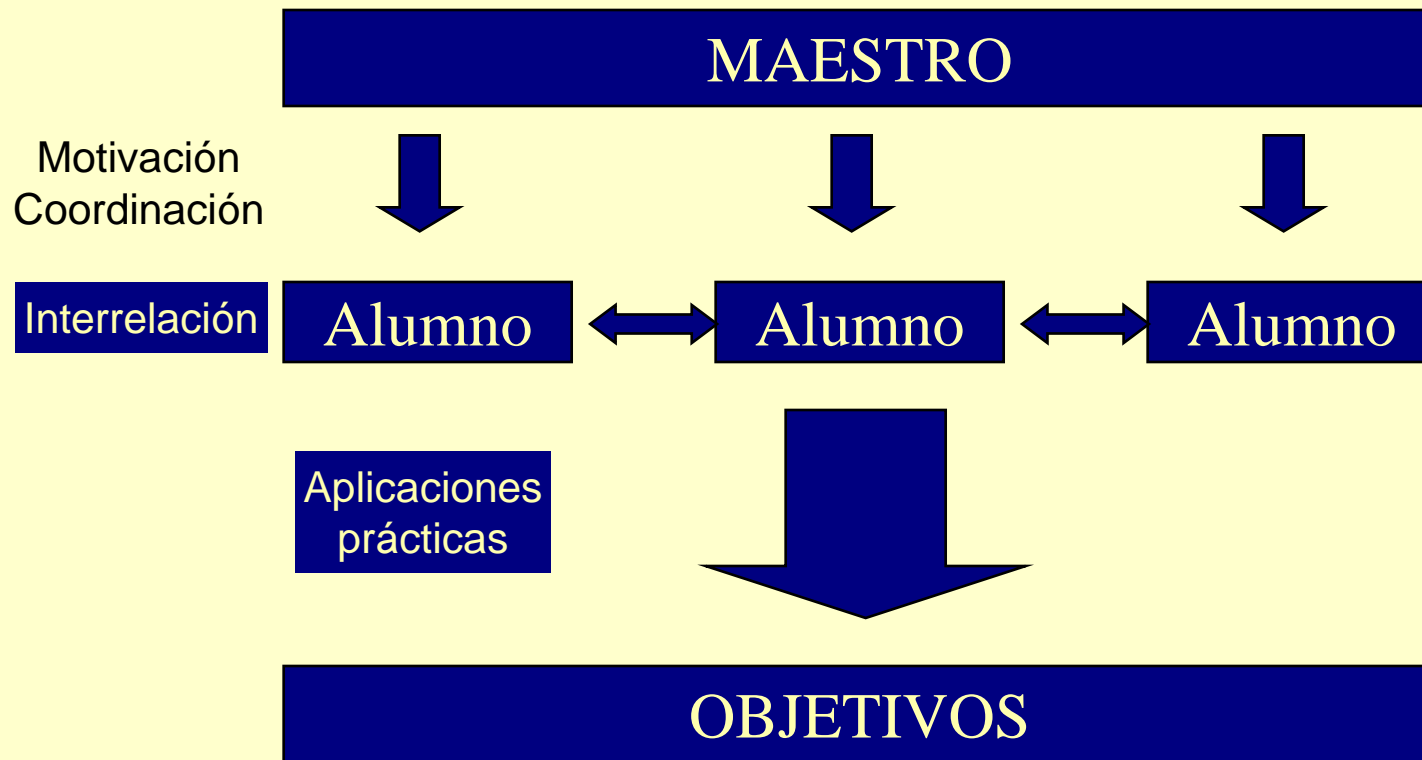 MAESTRO
Motivación
Coordinación
Interrelación
Alumno
Alumno
Alumno
Aplicaciones
prácticas
OBJETIVOS